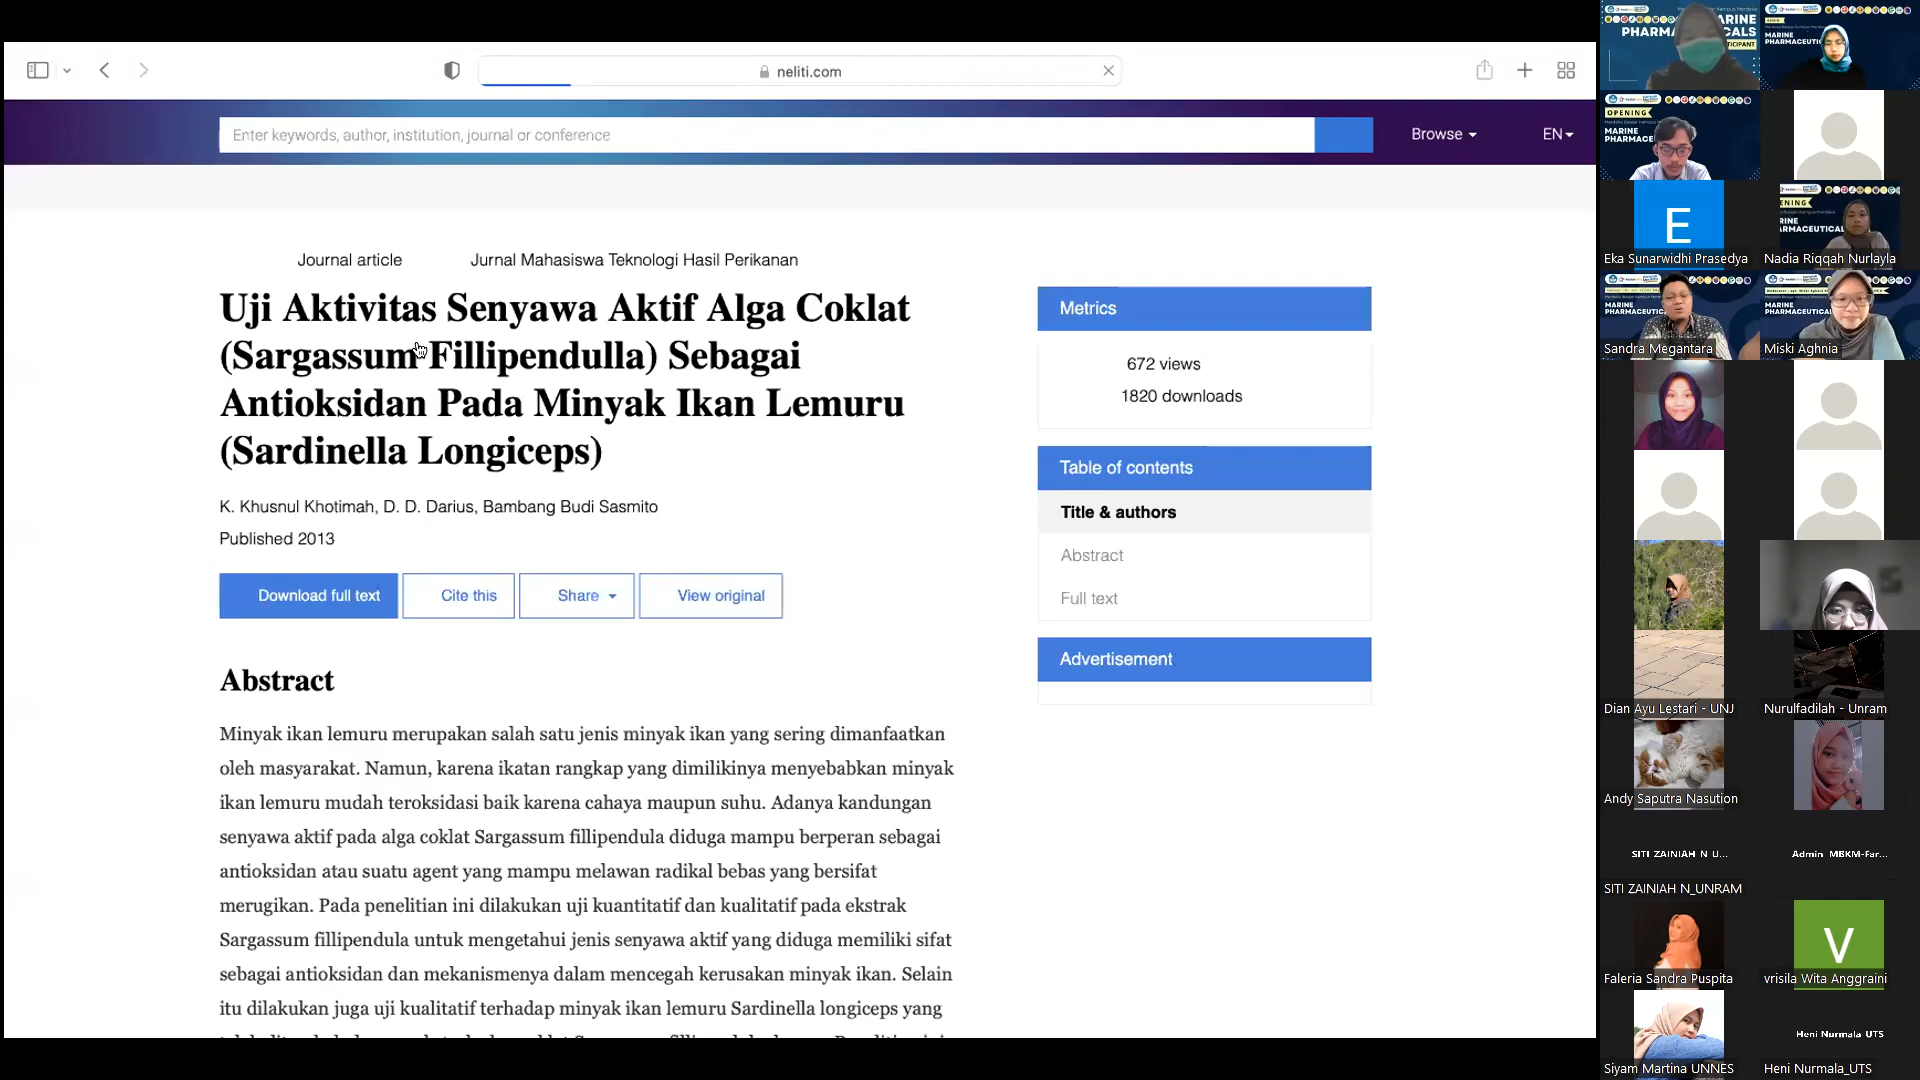 neliti.com
Enter keywords, author, institution, journal or conference
Browse
EN
Journal article
Jurnal Mahasiswa Teknologi Hasil Perikanan
Uji Aktivitas Senyawa Aktif Alga Coklat
(Sargassum Fillipendulla) Sebagai
Antioksidan Pada Minyak Ikan Lemuru
(Sardinella Longiceps)
K. Khusnul Khotimah, D. D. Darius, Bambang Budi Sasmito
Published 2013
Download full text
Cite this
Share
View original
Abstract
Minyak ikan lemuru merupakan salah satu jenis minyak ikan yang sering dimanfaatkan
oleh masyarakat. Namun, karena ikatan rangkap yang dimilikinya menyebabkan minyak
ikan lemuru mudah teroksidasi baik karena cahaya maupun suhu. Adanya kandungan
senyawa aktif pada alga coklat Sargassum fillipendula diduga mampu berperan sebagai
antioksidan atau suatu agent yang mampu melawan radikal bebas yang bersifat
merugikan. Pada penelitian ini dilakukan uji kuantitatif dan kualitatif pada ekstrak
Sargassum fillipendula untuk mengetahui jenis senyawa aktif yang diduga memiliki sifat
sebagai antioksidan dan mekanismenya dalam mencegah kerusakan minyak ikan. Selain
itu dilakukan juga uji kualitatif terhadap minyak ikan lemuru Sardinella longiceps yang
Metrics
672 views
1820 downloads
Table of contents
Title & authors
Abstract
Full text
Advertisement
MARINE
OPENING
MARINE
E
Eka Sunarwidhi Prasedya
Nadia Riqqah Nurlayla
MARINE
Sandra Megantara
MARINE
Miski Aghnia
Dian Ayu Lestari - UNJ
Nurulfadilah - Unram
Andy Saputra Nasution
SITI ZAINIAH N U...
Admin MBKM-Far...
SITI ZAINIAH N_UNRAM
Faleria Sandra Puspita
V
vrisila Wita Anggraini
Siyam Martina UNNES
Heni Nurmala UTS
Heni Nurmala_UTS